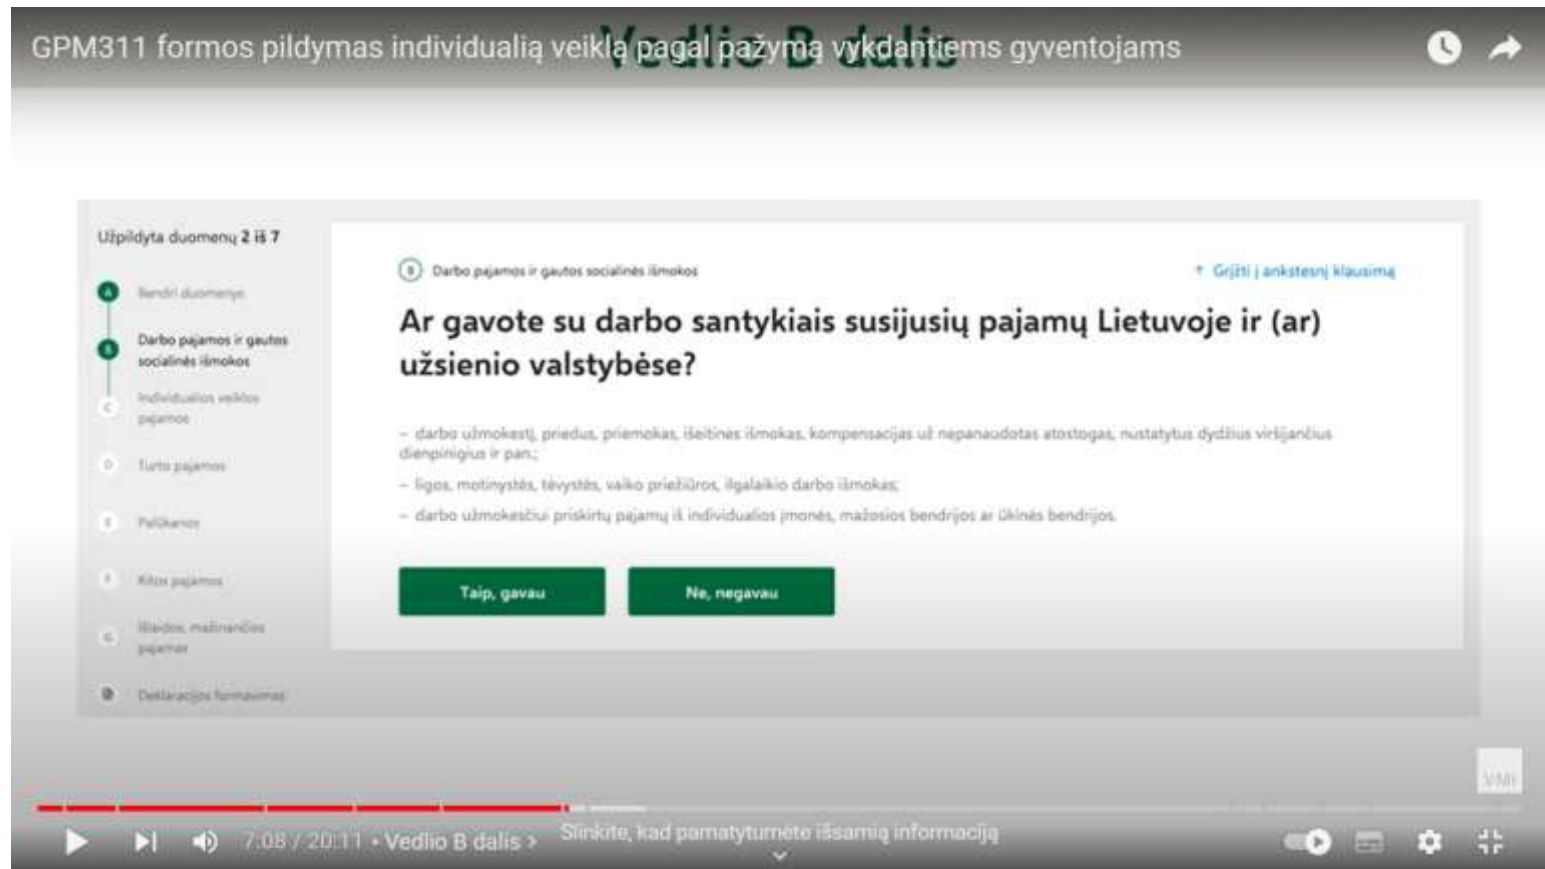 GPM311 formos pildymas individualią veiklą pagal pažymą vykdantiems gyventojams
Vedlio B dalis
Užpildyta duomenų 2 iš 7
A Bendri duomenys
B Darbo pajamos ir gautos
socialinės išmokos
C Individualios veiklos
pajamos
D Turto pajamos
E Palūkanos
F Kitos pajamos
G Išlaidos, mažinančios
pajamas
Deklaracijos formavimas
B Darbo pajamos ir gautos socialinės išmokos
↑ Grįžti į ankstesnį klausimą
Ar gavote su darbo santykiais susijusių pajamų Lietuvoje ir (ar)
užsienio valstybėse?
– darbo užmokestį, priedus, priemokas, išeitines išmokas, kompensacijas už nepanaudotas atostogas, nustatytus dydžius viršijančius
dienpinigius ir pan.;
– ligos, motinystės, tėvystės, vaiko priežiūros, ilgalaikio darbo išmokas;
– darbo užmokesčiui priskirtų pajamų iš individualios įmonės, mažosios bendrijos ar ūkinės bendrijos.
Taip, gavau
Ne, negavau
VMI
7:08 / 20:11 • Vedlio B dalis >
Slinkite, kad pamatytumėte išsamią informaciją